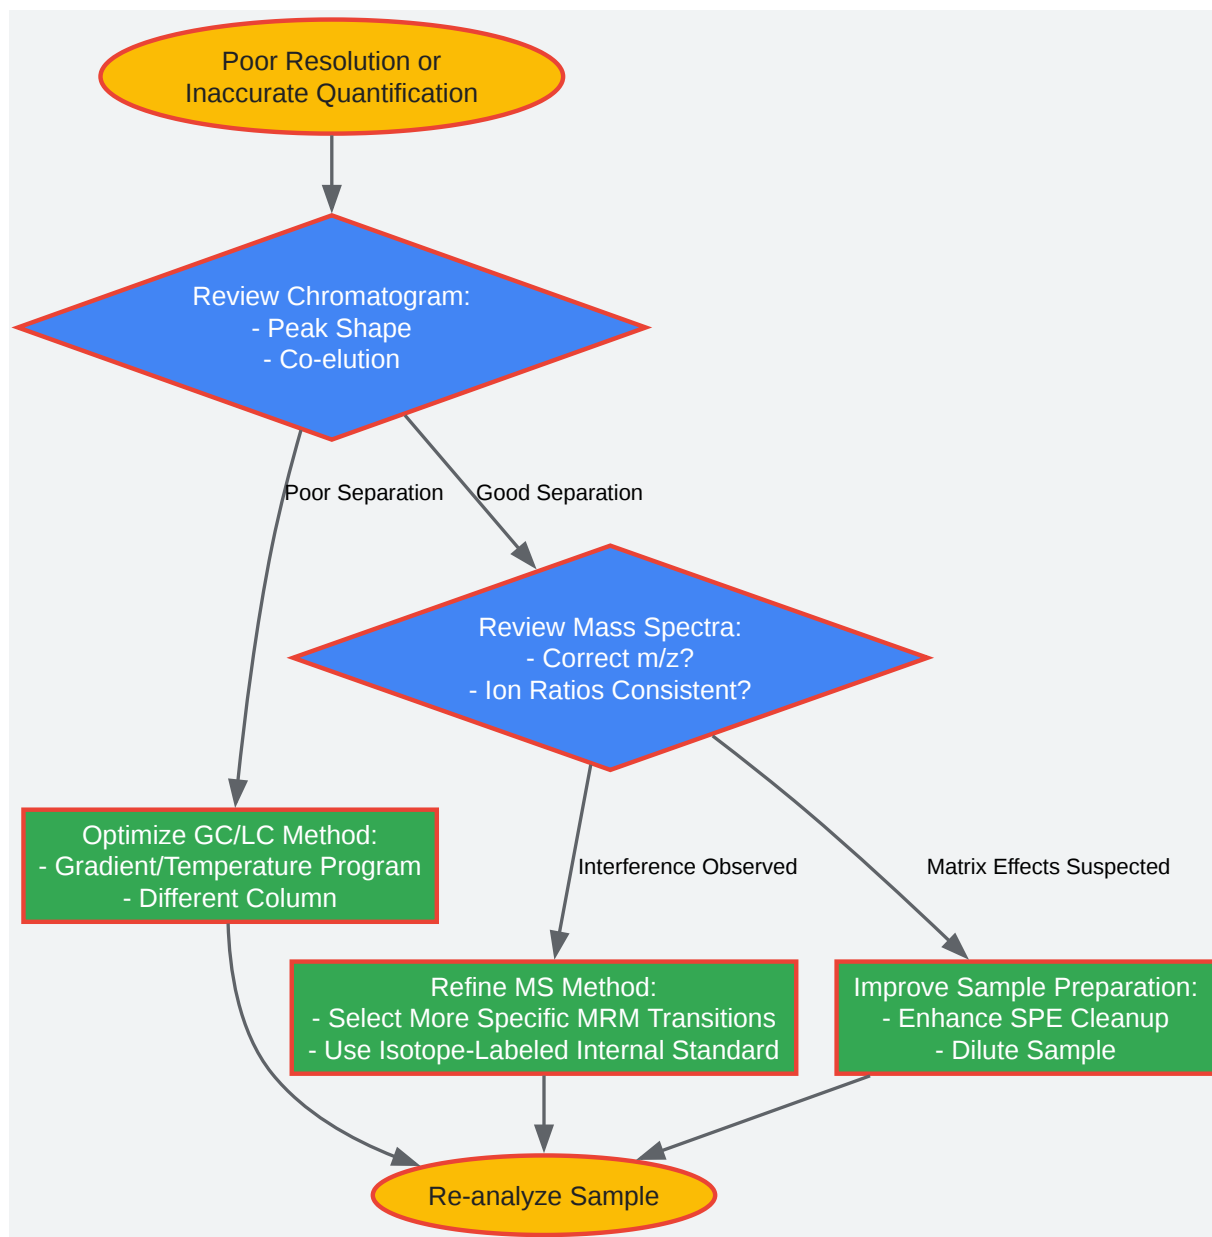 Poor Resolution or
Inaccurate Quantification
Review Chromatogram:
- Peak Shape
- Co-elution
Poor Separation
Good Separation
Review Mass Spectra:
- Correct m/z?
- Ion Ratios Consistent?
Optimize GC/LC Method:
- Gradient/Temperature Program
- Different Column
Interference Observed
Matrix Effects Suspected
Refine MS Method:
- Select More Specific MRM Transitions
- Use Isotope-Labeled Internal Standard
Improve Sample Preparation:
- Enhance SPE Cleanup
- Dilute Sample
Re-analyze Sample